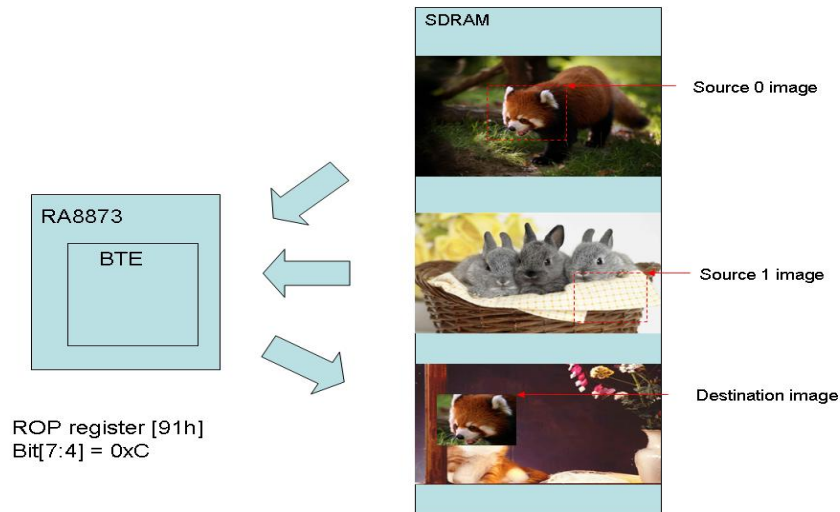 SDRAM
Source 0 image
RA8873
BTE
Source 1 image
Destination image
ROP register [91h]
Bit[7:4] = 0xC